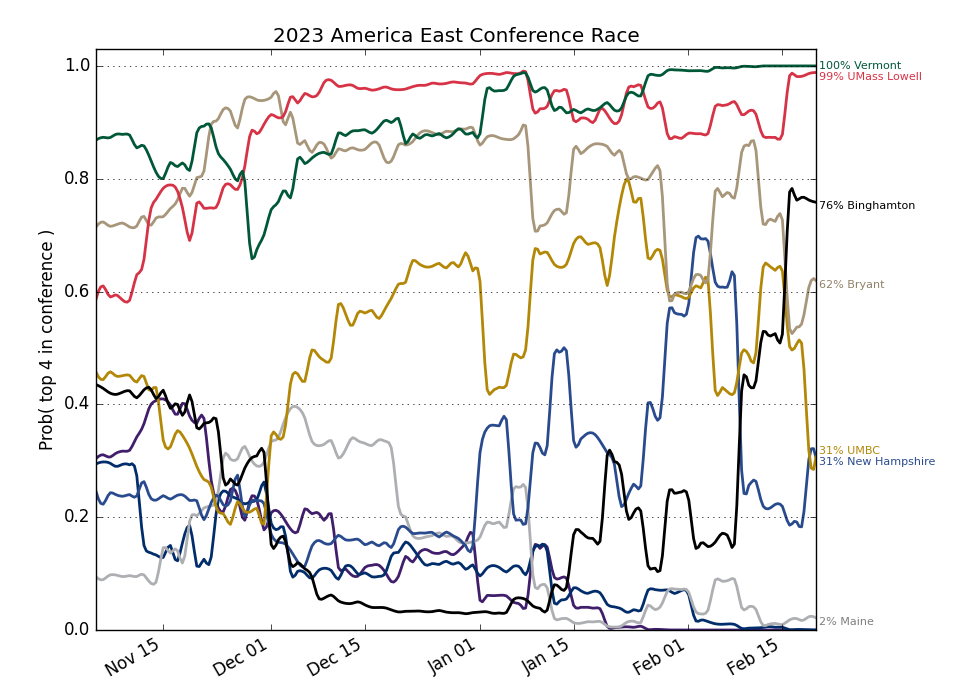 2023 America East Conference Race
Prob( top 4 in conference )
1.0
0.8
0.6
0.4
0.2
0.0
Nov 15
Dec 01
Dec 15
Jan 01
Jan 15
Feb 01
Feb 15
100% Vermont
99% UMass Lowell
76% Binghamton
62% Bryant
31% UMBC
31% New Hampshire
2% Maine